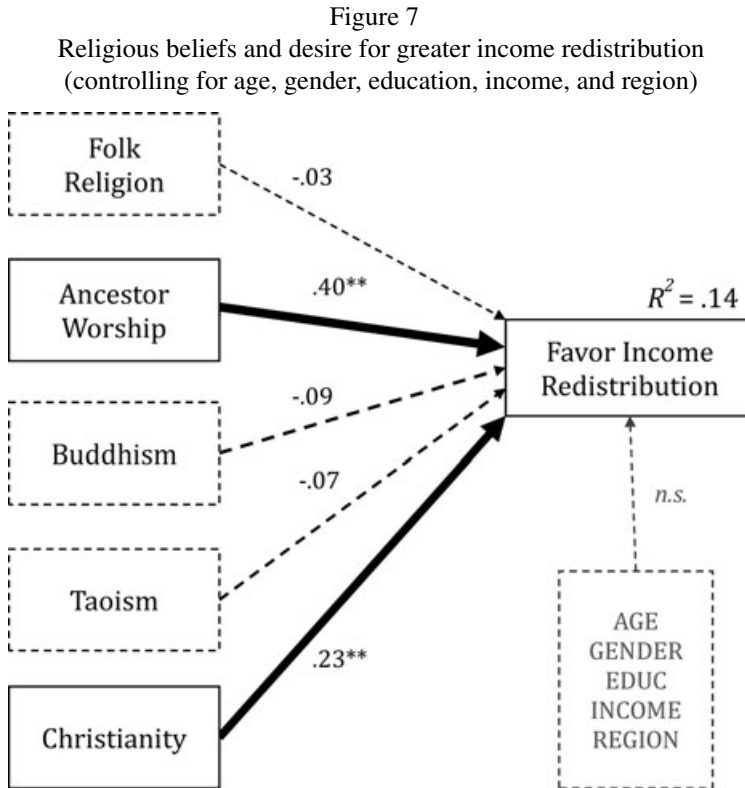 Figure 7
Religious beliefs and desire for greater income redistribution
(controlling for age, gender, education, income, and region)
Folk
Religion
-.03
Ancestor
Worship
.40**
R² = .14
Favor Income
Redistribution
Buddhism
-.09
-.07
n.s.
Taoism
AGE
GENDER
EDUC
INCOME
REGION
.23**
Christianity